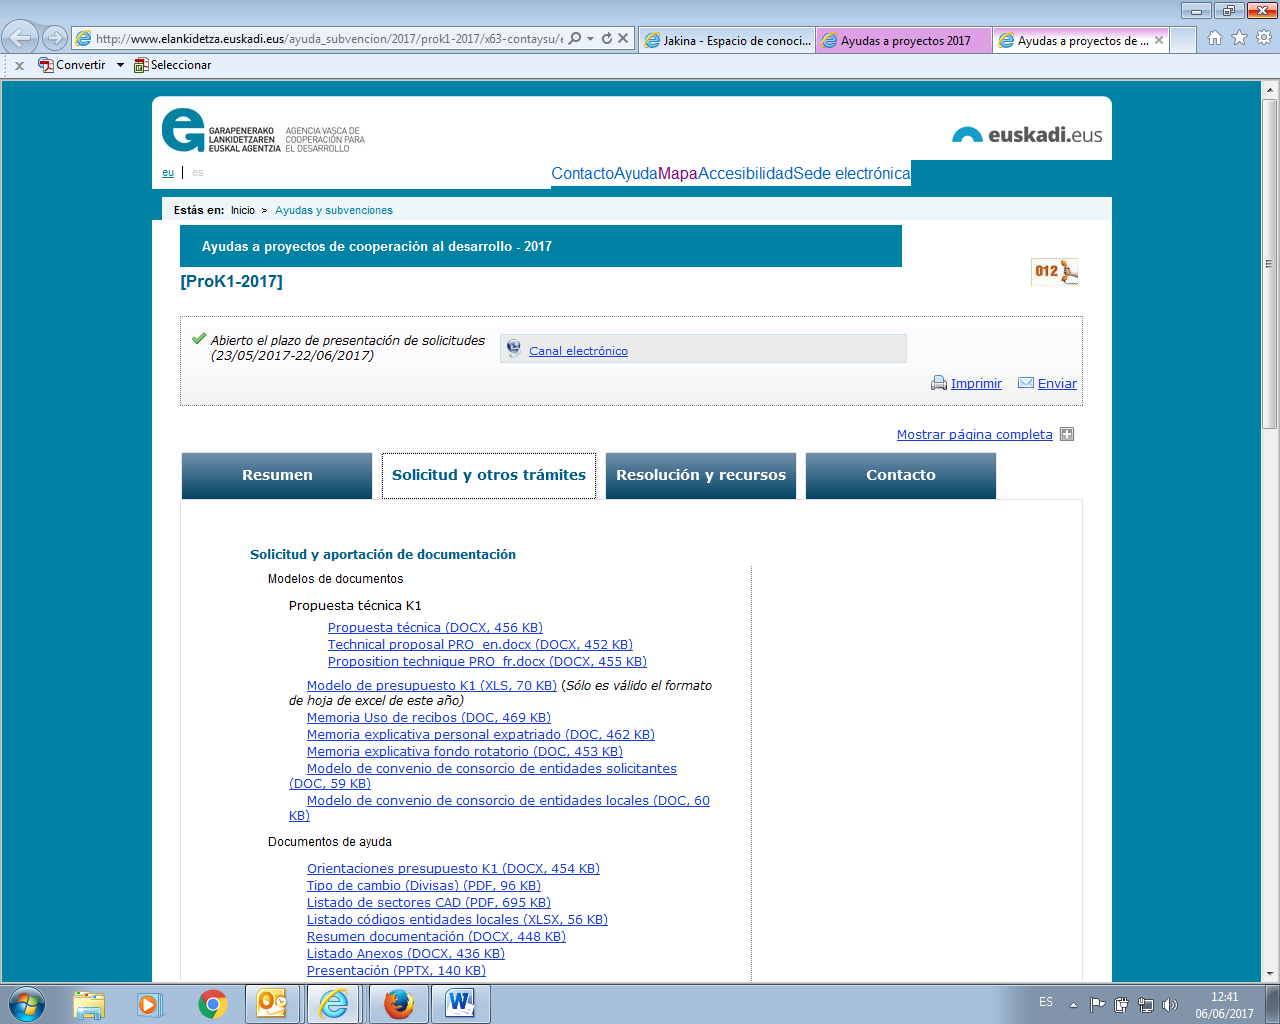 http://www.elankidetza.euskadi.eus/ayuda_subvencion/2017/prok1-2017/x63-contaysu/e
Jakina - Espacio de conoci...
Ayudas a proyectos 2017
Ayudas a proyectos de ...
Convertir
Seleccionar
GARAPENERAKO LANKIDETZAREN EUSKAL AGENTZIA
AGENCIA VASCA DE COOPERACIÓN PARA EL DESARROLLO
euskadi.eus
eu | es
ContactoAyudaMapaAccesibilidadSede electrónica
Estás en: Inicio > Ayudas y subvenciones
Ayudas a proyectos de cooperación al desarrollo - 2017
[ProK1-2017]
012
Abierto el plazo de presentación de solicitudes
(23/05/2017-22/06/2017)
Canal electrónico
Imprimir
Enviar
Mostrar página completa
Resumen
Solicitud y otros trámites
Resolución y recursos
Contacto
Solicitud y aportación de documentación
Modelos de documentos
Propuesta técnica K1
Propuesta técnica (DOCX, 456 KB)
Technical proposal PRO_en.docx (DOCX, 452 KB)
Proposition technique PRO_fr.docx (DOCX, 455 KB)
Modelo de presupuesto K1 (XLS, 70 KB) (Sólo es válido el formato
de hoja de excel de este año)
Memoria Uso de recibos (DOC, 469 KB)
Memoria explicativa personal expatriado (DOC, 462 KB)
Memoria explicativa fondo rotatorio (DOC, 453 KB)
Modelo de convenio de consorcio de entidades solicitantes
(DOC, 59 KB)
Modelo de convenio de consorcio de entidades locales (DOC, 60
KB)
Documentos de ayuda
Orientaciones presupuesto K1 (DOCX, 454 KB)
Tipo de cambio (Divisas) (PDF, 96 KB)
Listado de sectores CAD (PDF, 695 KB)
Listado códigos entidades locales (XLSX, 56 KB)
Resumen documentación (DOCX, 448 KB)
Listado Anexos (DOCX, 436 KB)
Presentación (PPTX, 140 KB)
ES
12:41
06/06/2017